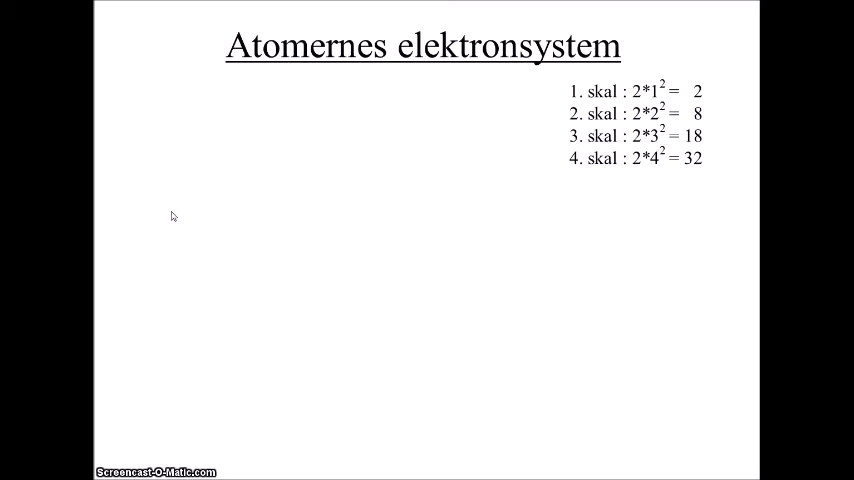 Atomernes elektronsystem
1. skal : 2*1² = 2
2. skal : 2*2² = 8
3. skal : 2*3² = 18
4. skal : 2*4² = 32
Screencast-O-Matic.com